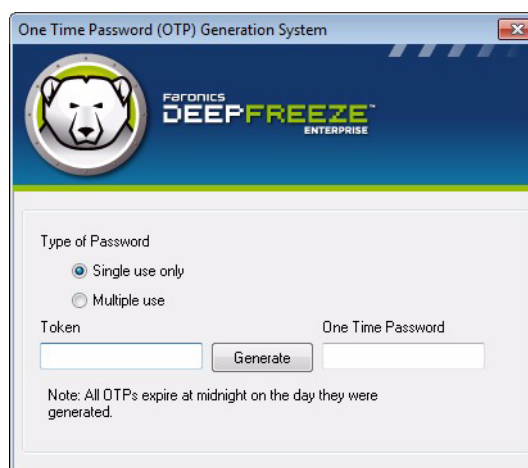 One Time Password (OTP) Generation System
Faronics
DEEPFREEZE™
ENTERPRISE
Type of Password
Single use only
Multiple use
Token
One Time Password
Generate
Note: All OTPs expire at midnight on the day they were
generated.